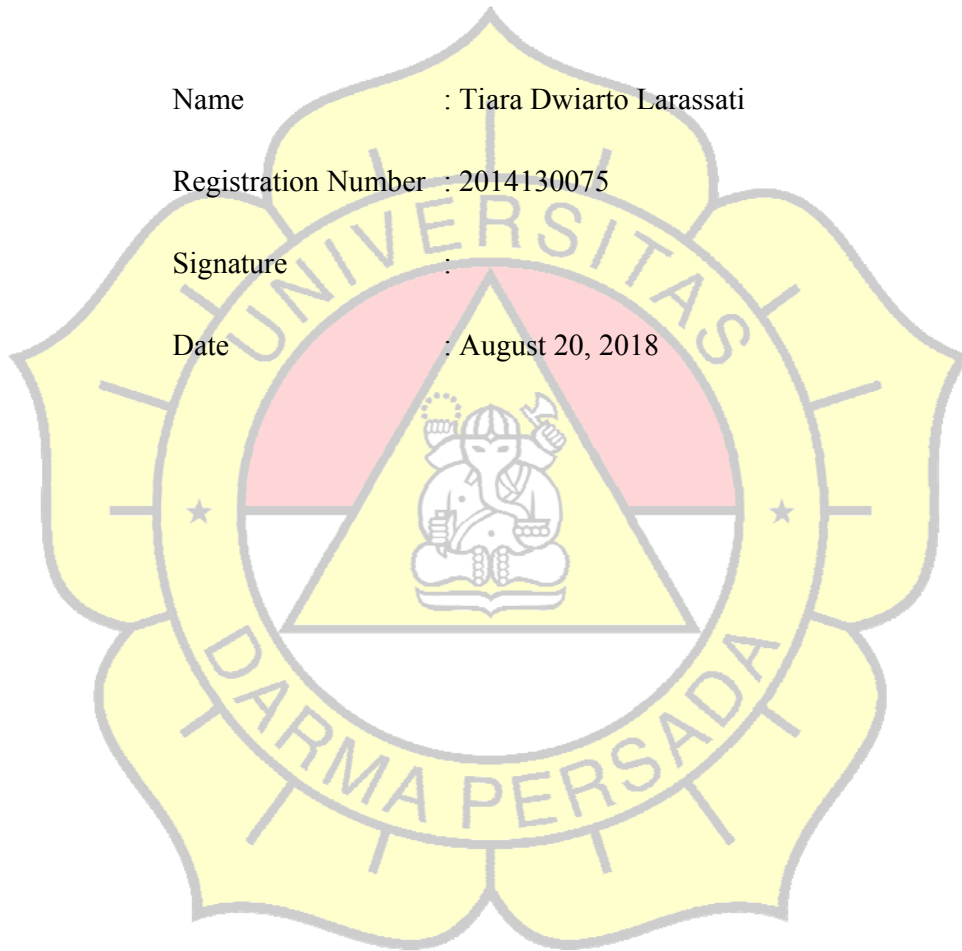 Name : Tiara Dwiarto Larassati
Registration Number : 2014130075
Signature :
Date : August 20, 2018
UNIVERSITAS
DARMA PERSADA